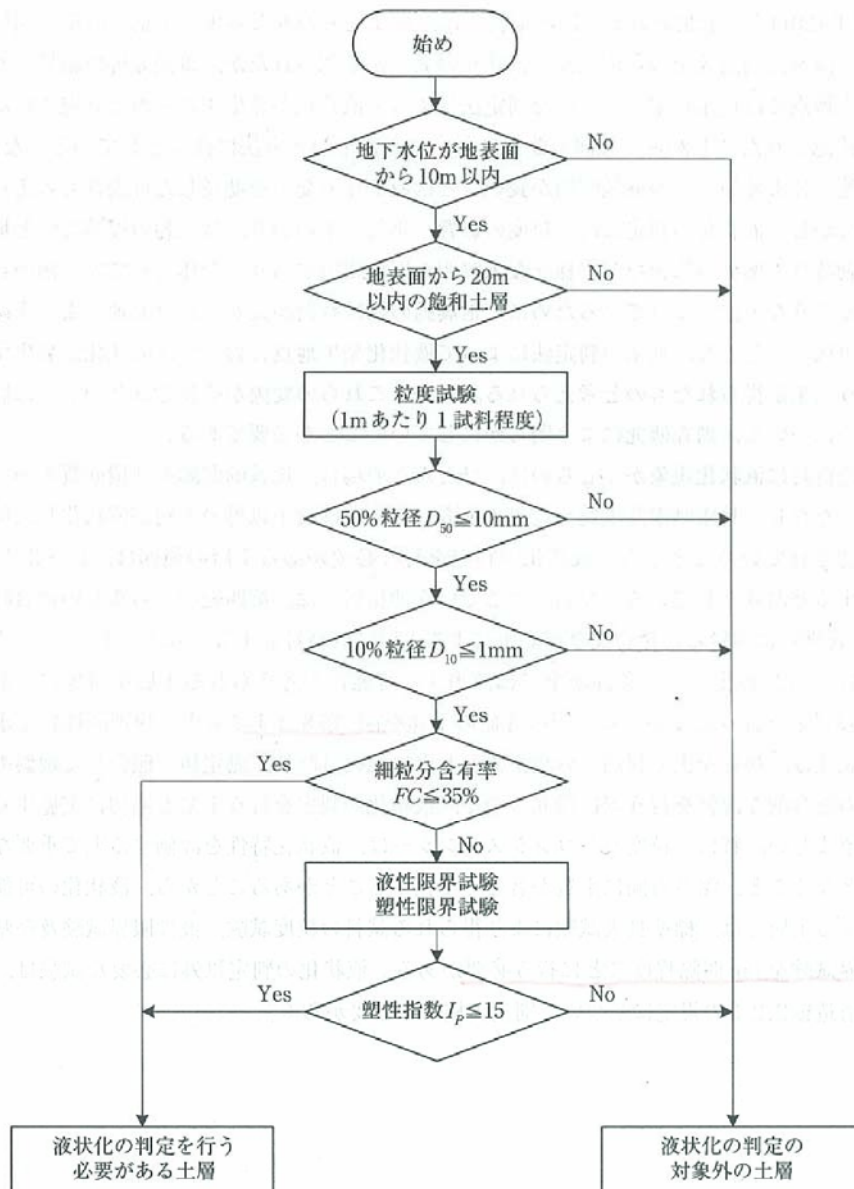 始め
地下水位が地表面
から10m以内
No
Yes
地表面から20m
以内の飽和土層
No
Yes
粒度試験
(1mあたり1試料程度)
50%粒径D50≦10mm
No
Yes
10%粒径D10≦1mm
No
Yes
細粒分含有率
FC≦35%
Yes
No
液性限界試験
塑性限界試験
塑性指数IP≦15
Yes
No
液状化の判定を行う
必要がある土層
液状化の判定の
対象外の土層